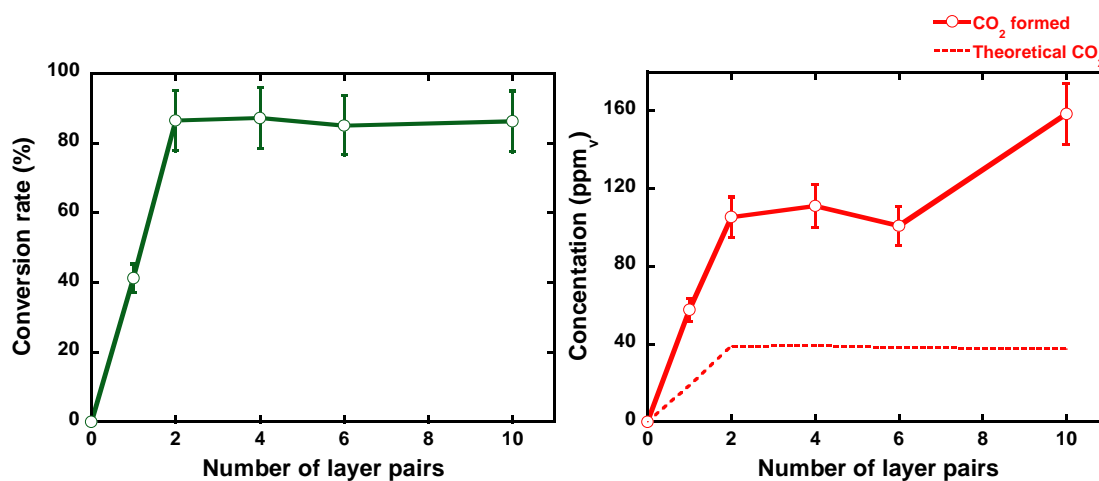 CO2 formed
Theoretical CO2
100
80
60
40
20
0
Conversion rate (%)
0 2 4 6 8 10
Number of layer pairs
160
120
80
40
0
Concentation (ppmv)
0 2 4 6 8 10
Number of layer pairs